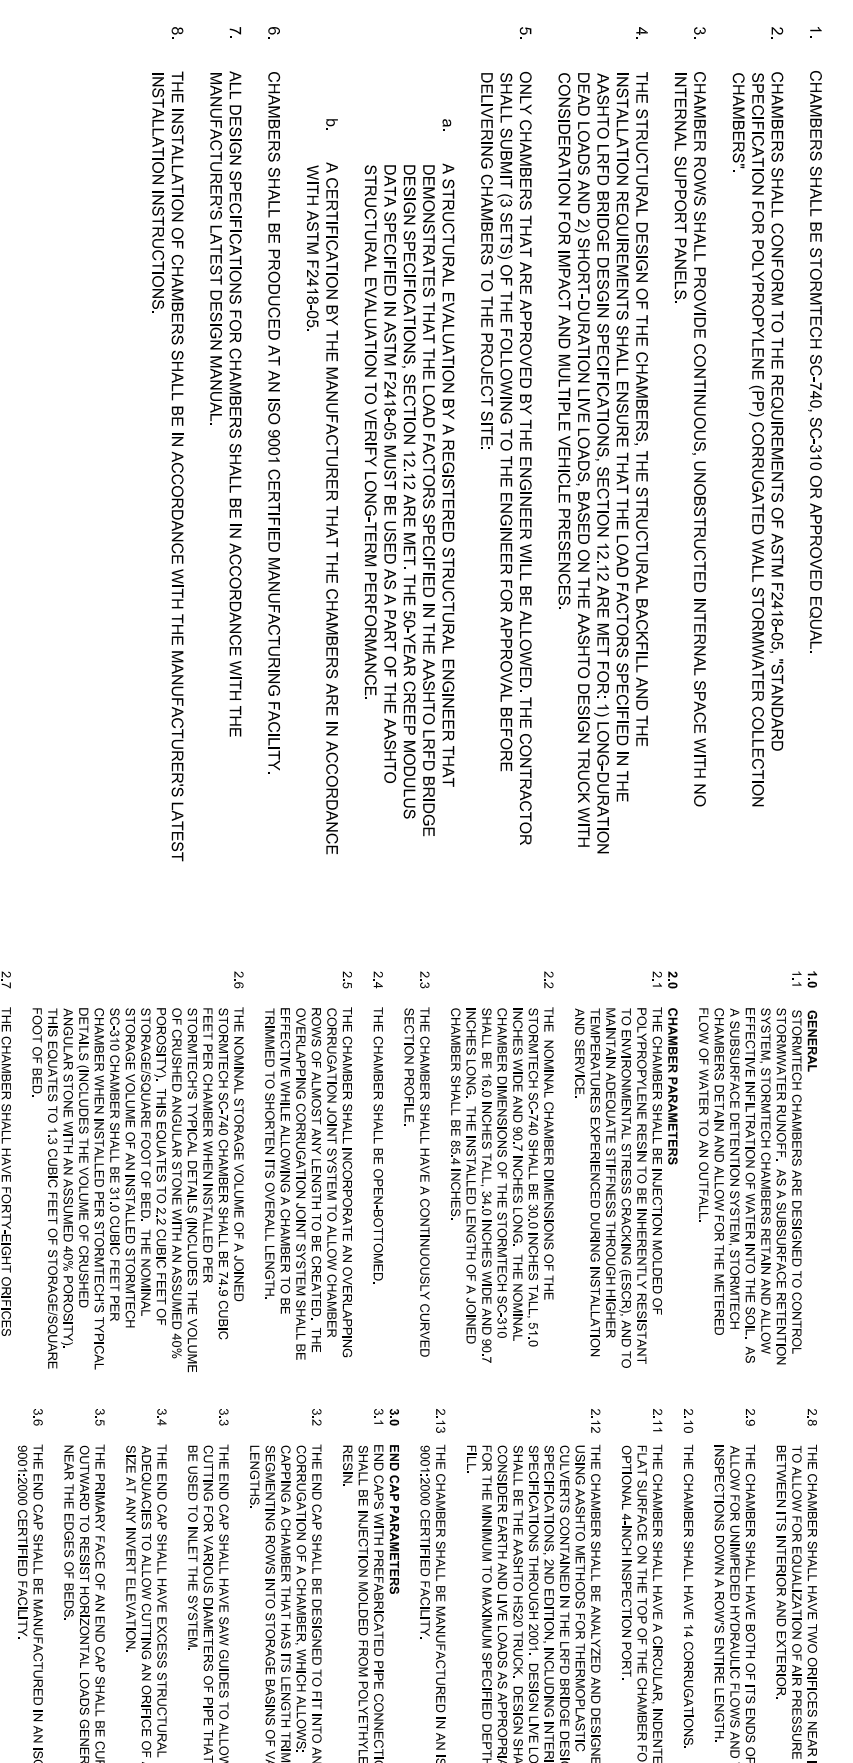 1. CHAMBERS SHALL BE STORMTECH SC-740, SC-310 OR APPROVED EQUAL.
2. CHAMBERS SHALL CONFORM TO THE REQUIREMENTS OF ASTM F2418-05, "STANDARD
SPECIFICATION FOR POLYPROPYLENE (PP) CORRUGATED WALL STORMWATER COLLECTION
CHAMBERS".
3. CHAMBER ROWS SHALL PROVIDE CONTINUOUS, UNOBSTRUCTED INTERNAL SPACE WITH NO
INTERNAL SUPPORT PANELS.
4. THE STRUCTURAL DESIGN OF THE CHAMBERS, THE STRUCTURAL BACKFILL AND THE
INSTALLATION REQUIREMENTS SHALL ENSURE THAT THE LOAD FACTORS SPECIFIED IN THE
AASHTO LRFD BRIDGE DESGIN SPECIFICATIONS, SECTION 12.12 ARE MET FOR: 1) LONG-DURATION
DEAD LOADS AND 2) SHORT-DURATION LIVE LOADS, BASED ON THE AASHTO DESIGN TRUCK WITH
CONSIDERATION FOR IMPACT AND MULTIPLE VEHICLE PRESENCES.
5. ONLY CHAMBERS THAT ARE APPROVED BY THE ENGINEER WILL BE ALLOWED. THE CONTRACTOR
SHALL SUBMIT (3 SETS) OF THE FOLLOWING TO THE ENGINEER FOR APPROVAL BEFORE
DELIVERING CHAMBERS TO THE PROJECT SITE:
a. A STRUCTURAL EVALUATION BY A REGISTERED STRUCTURAL ENGINEER THAT
DEMONSTRATES THAT THE LOAD FACTORS SPECIFIED IN THE AASHTO LRFD BRIDGE
DESIGN SPECIFICATIONS, SECTION 12.12 ARE MET. THE 50-YEAR CREEP MODULUS
DATA SPECIFIED IN ASTM F2418-05 MUST BE USED AS A PART OF THE AASHTO
STRUCTURAL EVALUATION TO VERIFY LONG-TERM PERFORMANCE.
b. A CERTIFICATION BY THE MANUFACTURER THAT THE CHAMBERS ARE IN ACCORDANCE
WITH ASTM F2418-05.
6. CHAMBERS SHALL BE PRODUCED AT AN ISO 9001 CERTIFIED MANUFACTURING FACILITY.
7. ALL DESIGN SPECIFICATIONS FOR CHAMBERS SHALL BE IN ACCORDANCE WITH THE
MANUFACTURER'S LATEST DESIGN MANUAL.
8. THE INSTALLATION OF CHAMBERS SHALL BE IN ACCORDANCE WITH THE MANUFACTURER'S LATEST
INSTALLATION INSTRUCTIONS.
1.0 GENERAL
1.1 STORMTECH CHAMBERS ARE DESIGNED TO CONTROL
STORMWATER RUNOFF. AS A SUBSURFACE RETENTION
SYSTEM, STORMTECH CHAMBERS RETAIN AND ALLOW
EFFECTIVE INFILTRATION OF WATER INTO THE SOIL. AS
A SUBSURFACE DETENTION SYSTEM, STORMTECH
CHAMBERS DETAIN AND ALLOW FOR THE METERED
FLOW OF WATER TO AN OUTFALL.
2.0 CHAMBER PARAMETERS
2.1 THE CHAMBER SHALL BE INJECTION MOLDED OF
POLYPROPYLENE RESIN TO BE INHERENTLY RESISTANT
TO ENVIRONMENTAL STRESS CRACKING (ESCR), AND TO
MAINTAIN ADEQUATE STIFFNESS THROUGH HIGHER
TEMPERATURES EXPERIENCED DURING INSTALLATION
AND SERVICE.
2.2 THE NOMINAL CHAMBER DIMENSIONS OF THE
STORMTECH SC-740 SHALL BE 30.0 INCHES TALL, 51.0
INCHES WIDE AND 90.7 INCHES LONG. THE NOMINAL
CHAMBER DIMENSIONS OF THE STORMTECH SC-310
SHALL BE 16.0 INCHES TALL, 34.0 INCHES WIDE AND 90.7
INCHES LONG. THE INSTALLED LENGTH OF A JOINED
CHAMBER SHALL BE 85.4 INCHES.
2.3 THE CHAMBER SHALL HAVE A CONTINUOUSLY CURVED
SECTION PROFILE.
2.4 THE CHAMBER SHALL BE OPEN-BOTTOMED.
2.5 THE CHAMBER SHALL INCORPORATE AN OVERLAPPING
CORRUGATION JOINT SYSTEM TO ALLOW CHAMBER
ROWS OF ALMOST ANY LENGTH TO BE CREATED. THE
OVERLAPPING CORRUGATION JOINT SYSTEM SHALL BE
EFFECTIVE WHILE ALLOWING A CHAMBER TO BE
TRIMMED TO SHORTEN ITS OVERALL LENGTH.
2.6 THE NOMINAL STORAGE VOLUME OF A JOINED
STORMTECH SC-740 CHAMBER SHALL BE 74.9 CUBIC
FEET PER CHAMBER WHEN INSTALLED PER
STORMTECH'S TYPICAL DETAILS (INCLUDES THE VOLUME
OF CRUSHED ANGULAR STONE WITH AN ASSUMED 40%
POROSITY). THIS EQUATES TO 2.2 CUBIC FEET OF
STORAGE/SQUARE FOOT OF BED. THE NOMINAL
STORAGE VOLUME OF AN INSTALLED STORMTECH
SC-310 CHAMBER SHALL BE 31.0 CUBIC FEET PER
CHAMBER WHEN INSTALLED PER STORMTECH'S TYPICAL
DETAILS (INCLUDES THE VOLUME OF CRUSHED
ANGULAR STONE WITH AN ASSUMED 40% POROSITY).
THIS EQUATES TO 1.3 CUBIC FEET OF STORAGE/SQUARE
FOOT OF BED.
2.7 THE CHAMBER SHALL HAVE FORTY-EIGHT ORIFICES
2.8 THE CHAMBER SHALL HAVE TWO ORIFICES NEAR
TO ALLOW FOR EQUALIZATION OF AIR PRESSURE
BETWEEN ITS INTERIOR AND EXTERIOR.
2.9 THE CHAMBER SHALL HAVE BOTH OF ITS ENDS O
ALLOW FOR UNIMPEDED HYDRAULIC FLOWS AND
INSPECTIONS DOWN A ROW'S ENTIRE LENGTH.
2.10 THE CHAMBER SHALL HAVE 14 CORRUGATIONS.
2.11 THE CHAMBER SHALL HAVE A CIRCULAR, INDENTE
FLAT SURFACE ON THE TOP OF THE CHAMBER FO
OPTIONAL 4-INCH INSPECTION PORT.
2.12 THE CHAMBER SHALL BE ANALYZED AND DESIGNE
USING AASHTO METHODS FOR THERMOPLASTIC
CULVERTS CONTAINED IN THE LRFD BRIDGE DESI
SPECIFICATIONS, 2ND EDITION, INCLUDING INTERI
SPECIFICATIONS THROUGH 2001. DESIGN LIVE LO
SHALL BE THE AASHTO HS20 TRUCK. DESIGN SHA
CONSIDER EARTH AND LIVE LOADS AS APPROPRI
FOR THE MINIMUM TO MAXIMUM SPECIFIED DEPTH
FILL.
2.13 THE CHAMBER SHALL BE MANUFACTURED IN AN IS
9001:2000 CERTIFIED FACILITY.
3.0 END CAP PARAMETERS
3.1 END CAPS WITH PREFABRICATED PIPE CONNECTI
SHALL BE INJECTION MOLDED FROM POLYETHYLE
RESIN.
3.2 THE END CAP SHALL BE DESIGNED TO FIT INTO AN
CORRUGATION OF A CHAMBER, WHICH ALLOWS:
CAPPING A CHAMBER THAT HAS ITS LENGTH TRIM
SEGMENTING ROWS INTO STORAGE BASINS OF VA
LENGTHS.
3.3 THE END CAP SHALL HAVE SAW GUIDES TO ALLOW
CUTTING FOR VARIOUS DIAMETERS OF PIPE THAT
BE USED TO INLET THE SYSTEM.
3.4 THE END CAP SHALL HAVE EXCESS STRUCTURAL
ADEQUACIES TO ALLOW CUTTING AN ORIFICE OF
SIZE AT ANY INVERT ELEVATION.
3.5 THE PRIMARY FACE OF AN END CAP SHALL BE CUR
OUTWARD TO RESIST HORIZONTAL LOADS GENER
NEAR THE EDGES OF BEDS.
3.6 THE END CAP SHALL BE MANUFACTURED IN AN ISO
9001:2000 CERTIFIED FACILITY.